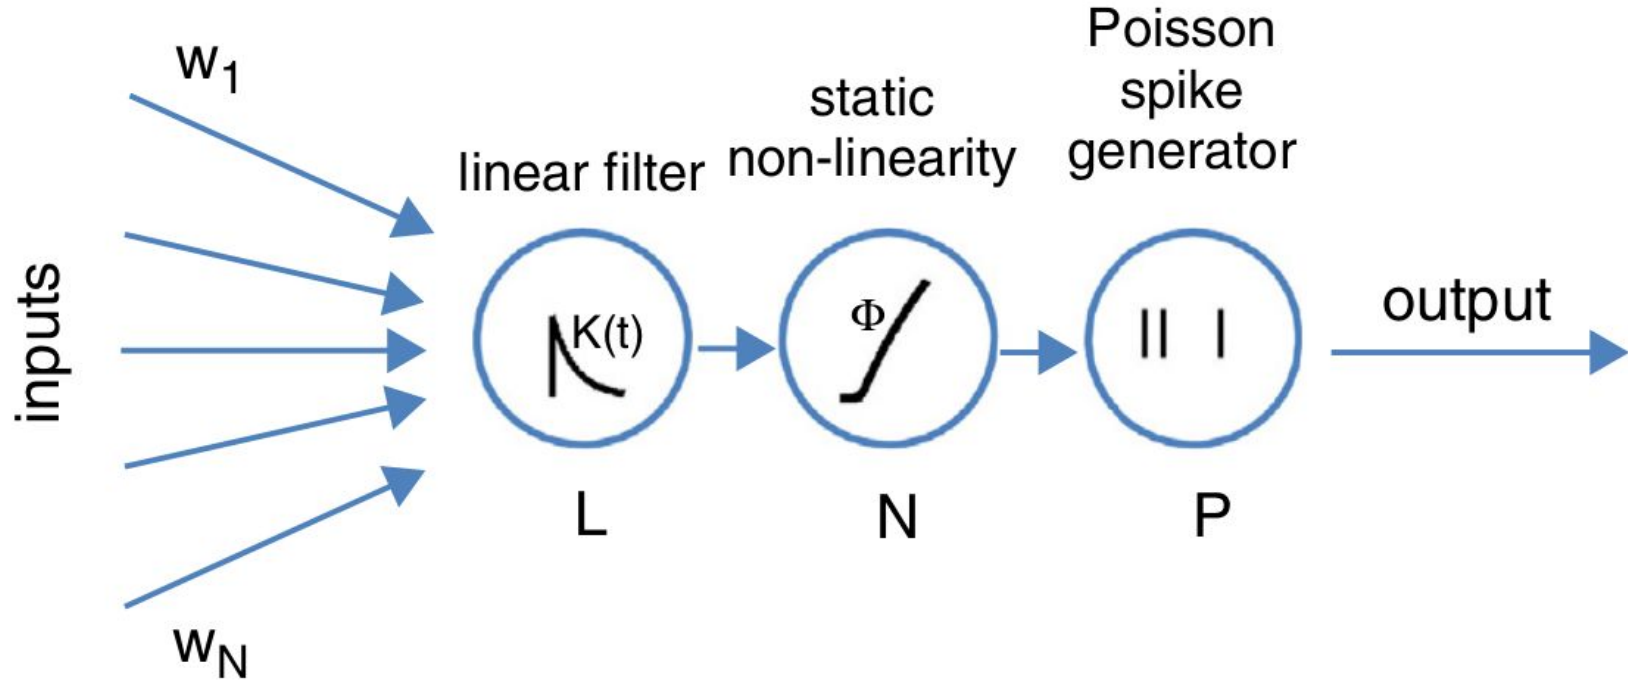 w1
inputs
wN
linear filter
K(t)
L
static
non-linearity
Φ
N
Poisson
spike
generator
P
output